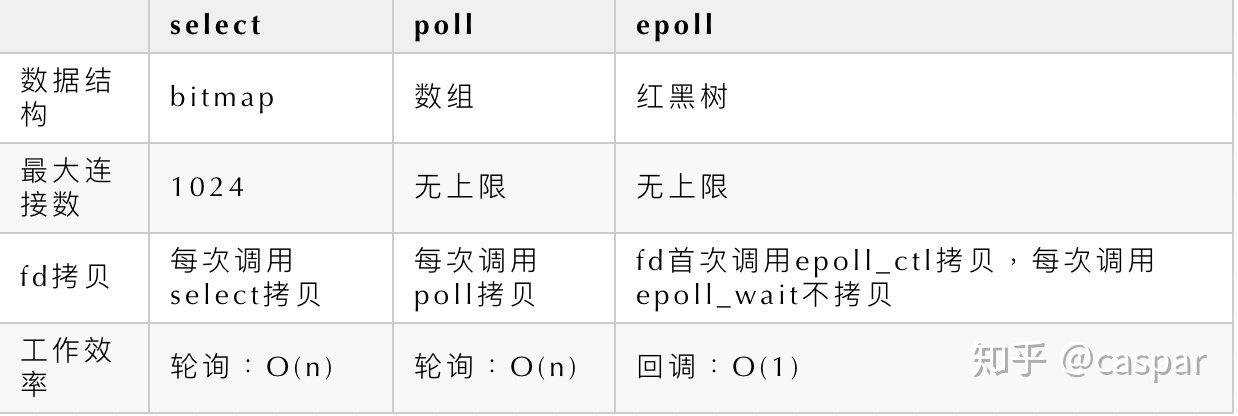 select poll epoll
数据结构 bitmap 数组 红黑树
最大连接数 1024 无上限 无上限
fd拷贝 每次调用select拷贝 每次调用poll拷贝 fd首次调用epoll_ctl拷贝，每次调用epoll_wait不拷贝
工作效率 轮询：O(n) 轮询：O(n) 回调：O(1)
知乎 @caspar